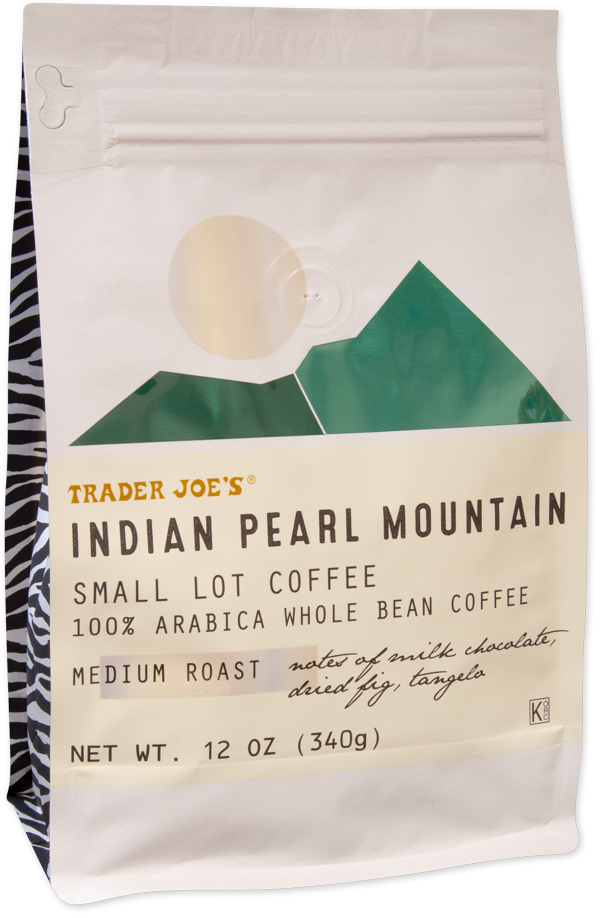 TRADER JOE'S®
INDIAN PEARL MOUNTAIN
SMALL LOT COFFEE
100% ARABICA WHOLE BEAN COFFEE
MEDIUM ROAST
notes of milk chocolate,
dried fig, tangelo
K ORG
NET WT. 12 OZ (340g)